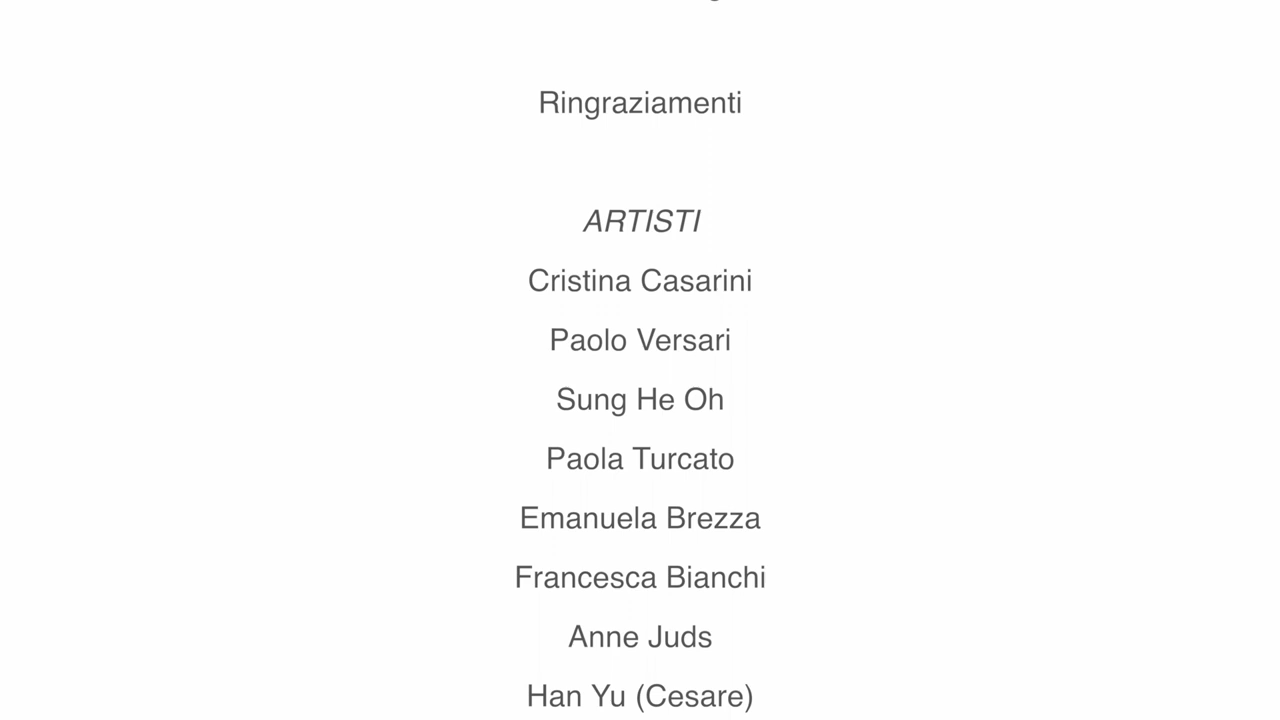 Ringraziamenti
ARTISTI
Cristina Casarini
Paolo Versari
Sung He Oh
Paola Turcato
Emanuela Brezza
Francesca Bianchi
Anne Juds
Han Yu (Cesare)